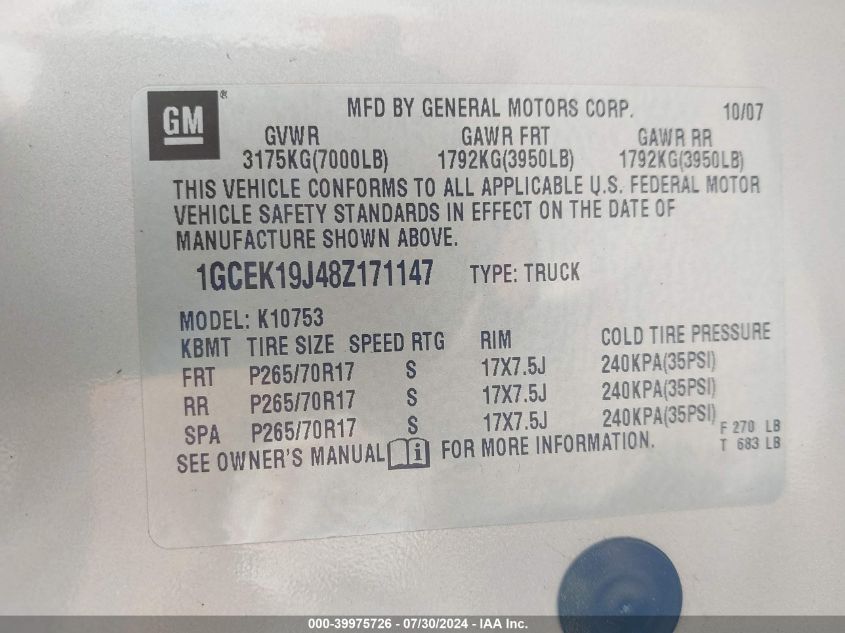 GM® MFD BY GENERAL MOTORS CORP. 10/07
GVWR GAWR FRT GAWR RR
3175KG(7000LB) 1792KG(3950LB) 1792KG(3950LB)
THIS VEHICLE CONFORMS TO ALL APPLICABLE U.S. FEDERAL MOTOR
VEHICLE SAFETY STANDARDS IN EFFECT ON THE DATE OF
MANUFACTURE SHOWN ABOVE.
1GCEK19J48Z171147 TYPE: TRUCK
MODEL: K10753
KBMT TIRE SIZE SPEED RTG RIM COLD TIRE PRESSURE
FRT P265/70R17 S 17X7.5J 240KPA(35PSI)
RR P265/70R17 S 17X7.5J 240KPA(35PSI)
SPA P265/70R17 S 17X7.5J 240KPA(35PSI) F 270 LB
SEE OWNER'S MANUAL i FOR MORE INFORMATION. T 683 LB
000-39975726 - 07/30/2024 - IAA Inc.